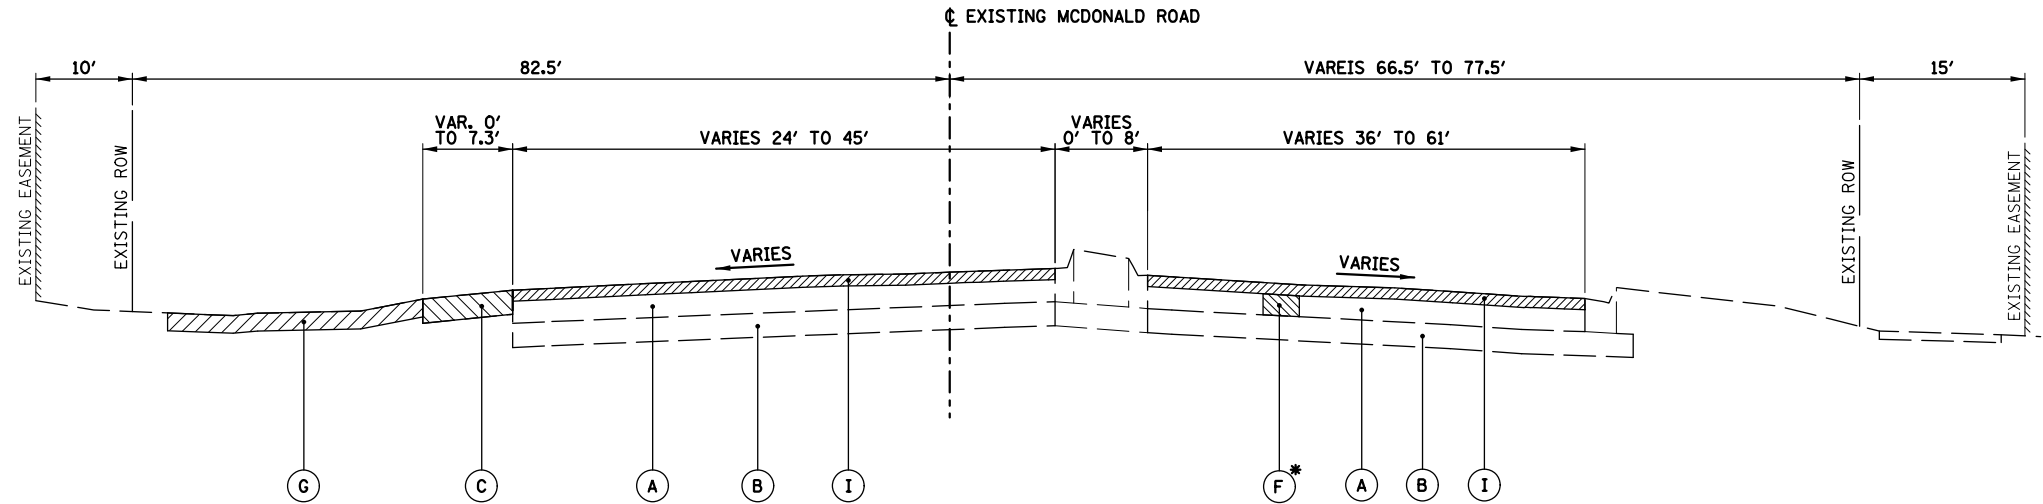 ℄ EXISTING MCDONALD ROAD
10'
82.5'
VAREIS 66.5' TO 77.5'
15'
VAR. 0'
TO 7.3'
VARIES 24' TO 45'
VARIES
0' TO 8'
VARIES 36' TO 61'
EXISTING EASEMENT
EXISTING ROW
EXISTING ROW
EXISTING EASEMENT
VARIES
VARIES
G
C
A
B
I
F*
A
B
I